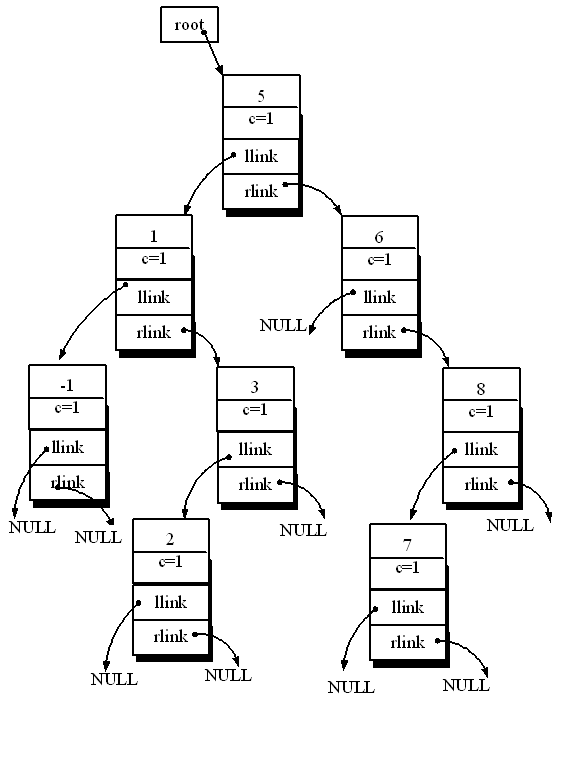 root
5
c=1
llink
rlink
1
c=1
llink
rlink
6
c=1
llink
rlink
NULL
-1
c=1
llink
rlink
NULL
NULL
3
c=1
llink
rlink
NULL
8
c=1
llink
rlink
NULL
2
c=1
llink
rlink
NULL
NULL
7
c=1
llink
rlink
NULL
NULL